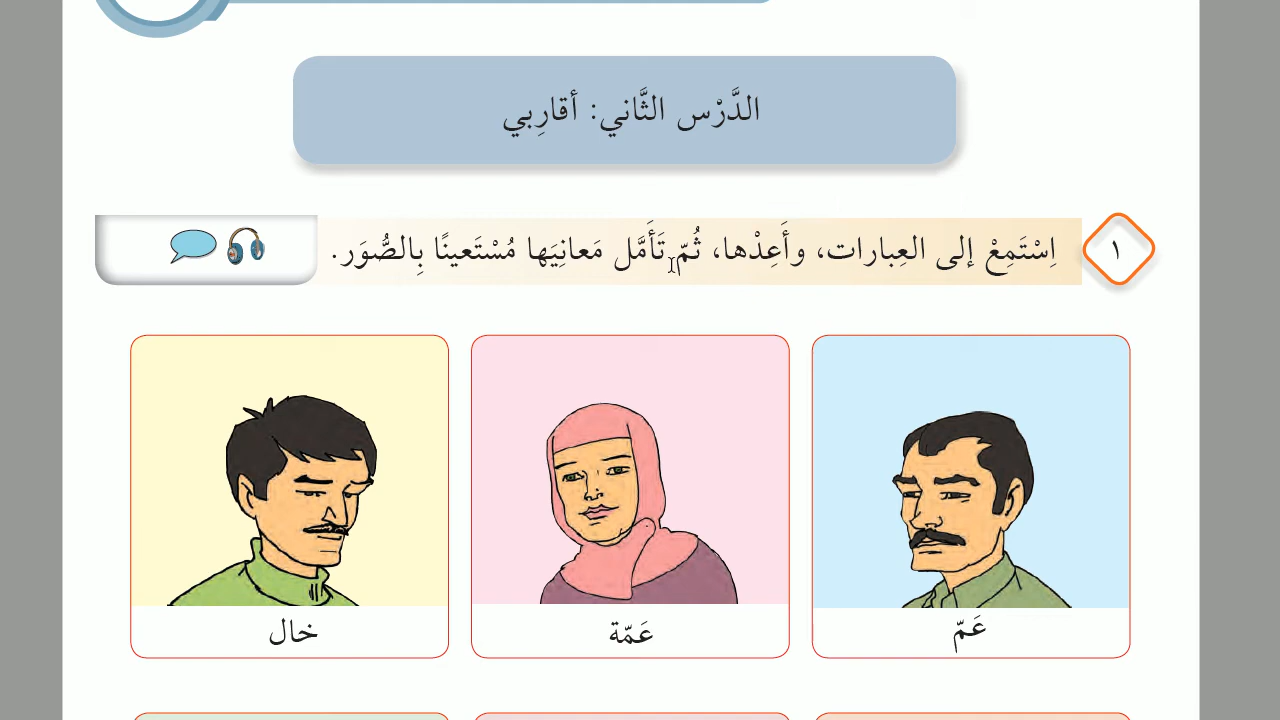 الدَّرْس الثَّاني: أقارِبي
١
اِسْتَمِعْ إلى العِبارات، وأَعِدْها، ثُمّ تَأَمَّل مَعانِيَها مُسْتَعينًا بِالصُّوَر.
عَمّ
عَمّة
خال